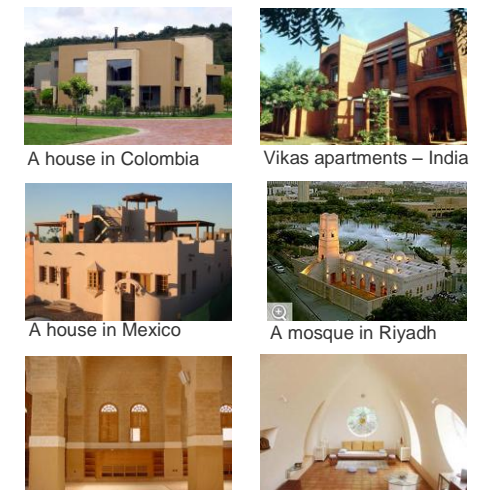 A house in Colombia
Vikas apartments – India
A house in Mexico
A mosque in Riyadh